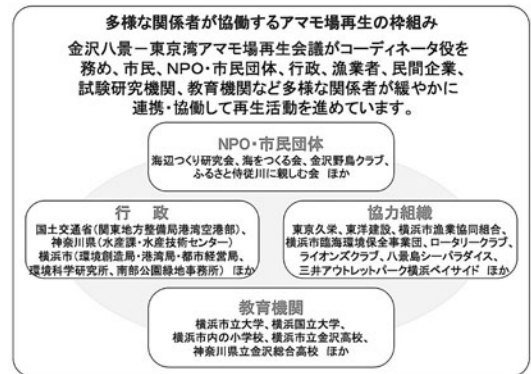 多様な関係者が協働するアマモ場再生の枠組み
金沢八景－東京湾アマモ場再生会議がコーディネータ役を
務め、市民、NPO・市民団体、行政、漁業者、民間企業、
試験研究機関、教育機関など多様な関係者が緩やかに
連携・協働して再生活動を進めています。
NPO・市民団体
海辺つくり研究会、海をつくる会、金沢野鳥クラブ、
ふるさと侍従川に親しむ会 ほか
行 政
国土交通省(関東地方整備局港湾空港部)、
神奈川県(水産課・水産技術センター)
横浜市(環境創造局・港湾局・都市経営局、
環境科学研究所、南部公園緑地事務所) ほか
協力組織
東京久栄、東洋建設、横浜市漁業協同組合、
横浜市臨海環境保全事業団、ロータリークラブ、
ライオンズクラブ、八景島シーパラダイス、
三井アウトレットパーク横浜ベイサイド ほか
教育機関
横浜市立大学、横浜国立大学、
横浜市内の小学校、横浜市立金沢高校、
神奈川県立金沢総合高校 ほか